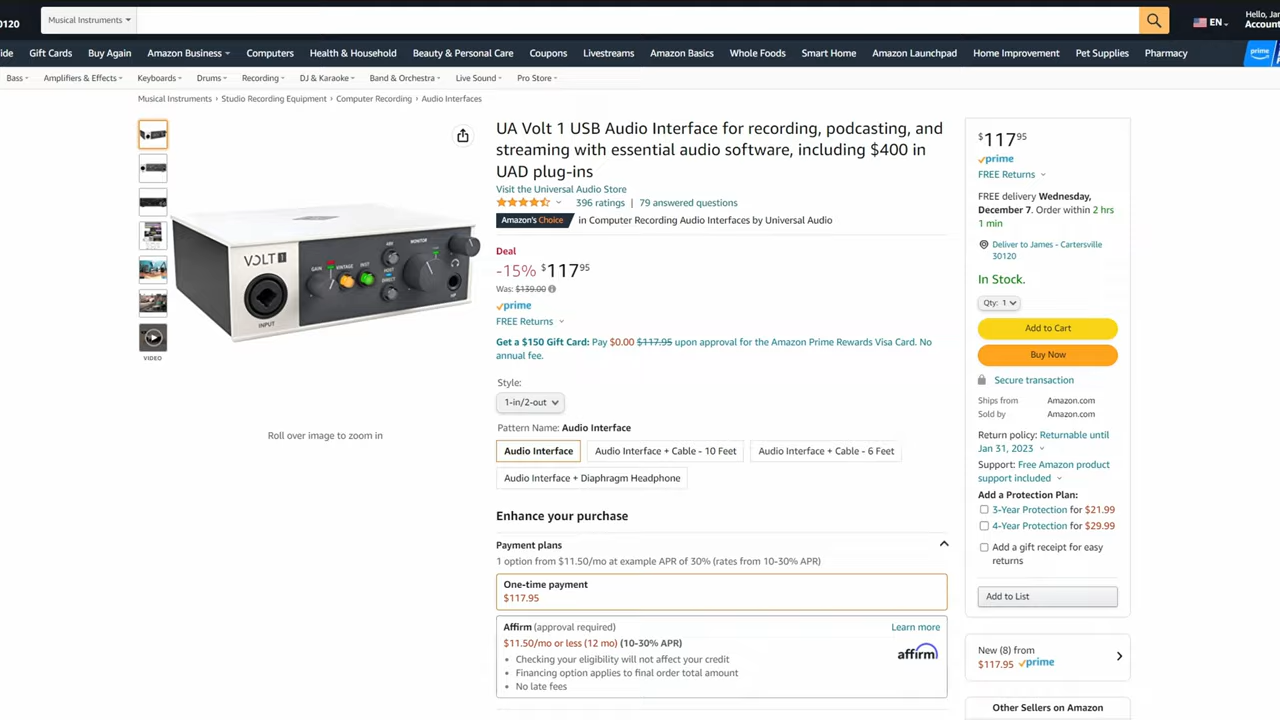 0120
Musical Instruments
EN
Hello, Jar
Account
ide
Gift Cards
Buy Again
Amazon Business
Computers
Health & Household
Beauty & Personal Care
Coupons
Livestreams
Amazon Basics
Whole Foods
Smart Home
Amazon Launchpad
Home Improvement
Pet Supplies
Pharmacy
prime
Bass
Amplifiers & Effects
Keyboards
Drums
Recording
DJ & Karaoke
Band & Orchestra
Live Sound
Pro Store
Musical Instruments › Studio Recording Equipment › Computer Recording › Audio Interfaces
VIDEO
VOLT 1
GAIN
VINTAGE
INST
48V
MONITOR
DIRECT
INPUT
Roll over image to zoom in
UA Volt 1 USB Audio Interface for recording, podcasting, and
streaming with essential audio software, including $400 in
UAD plug-ins
Visit the Universal Audio Store
396 ratings | 79 answered questions
Amazon's Choice in Computer Recording Audio Interfaces by Universal Audio
Deal
-15% $117 95
Was: $139.00
prime
FREE Returns
Get a $150 Gift Card: Pay $0.00 $117.95 upon approval for the Amazon Prime Rewards Visa Card. No
annual fee.
Style:
1-in/2-out
Pattern Name: Audio Interface
Audio Interface
Audio Interface + Cable - 10 Feet
Audio Interface + Cable - 6 Feet
Audio Interface + Diaphragm Headphone
Enhance your purchase
Payment plans
1 option from $11.50/mo at example APR of 30% (rates from 10-30% APR)
One-time payment
$117.95
Affirm (approval required)
Learn more
$11.50/mo or less (12 mo) (10-30% APR)
affirm
• Checking your eligibility will not affect your credit
• Financing option applies to final order total amount
• No late fees
$117 95
prime
FREE Returns
FREE delivery Wednesday,
December 7. Order within 2 hrs
1 min
Deliver to James - Cartersville
30120
In Stock.
Qty: 1
Add to Cart
Buy Now
Secure transaction
Ships from Amazon.com
Sold by Amazon.com
Return policy: Returnable until
Jan 31, 2023
Support: Free Amazon product
support included
Add a Protection Plan:
3-Year Protection for $21.99
4-Year Protection for $29.99
Add a gift receipt for easy
returns
Add to List
New (8) from
$117.95 prime
Other Sellers on Amazon